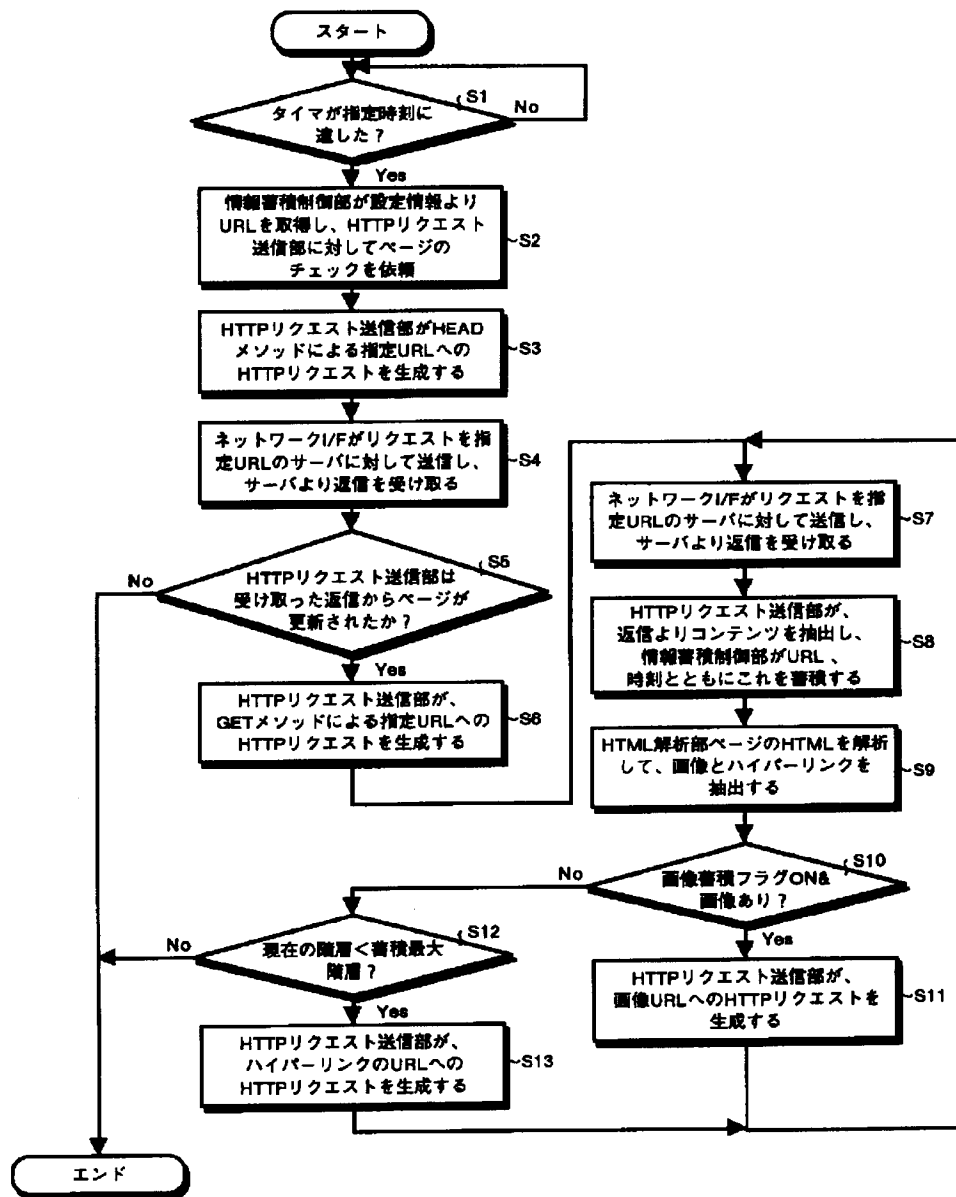 スタート
S1
タイマが指定時刻に
達した？
No
Yes
情報蓄積制御部が設定情報より
URLを取得し、HTTPリクエスト
送信部に対してページの
チェックを依頼
S2
HTTPリクエスト送信部がHEAD
メソッドによる指定URLへの
HTTPリクエストを生成する
S3
ネットワークI/Fがリクエストを指
定URLのサーバに対して送信し、
サーバより返信を受け取る
S4
S5
HTTPリクエスト送信部は
受け取った返信からページが
更新されたか？
No
Yes
HTTPリクエスト送信部が、
GETメソッドによる指定URLへの
HTTPリクエストを生成する
S6
ネットワークI/Fがリクエストを指
定URLのサーバに対して送信し、
サーバより返信を受け取る
S7
HTTPリクエスト送信部が、
返信よりコンテンツを抽出し、
情報蓄積制御部がURL、
時刻とともにこれを蓄積する
S8
HTML解析部ページのHTMLを解析
して、画像とハイパーリンクを
抽出する
S9
S10
画像蓄積フラグON&
画像あり？
No
Yes
HTTPリクエスト送信部が、
画像URLへのHTTPリクエストを
生成する
S11
S12
現在の階層＜蓄積最大
階層？
No
Yes
HTTPリクエスト送信部が、
ハイパーリンクのURLへの
HTTPリクエストを生成する
S13
エンド